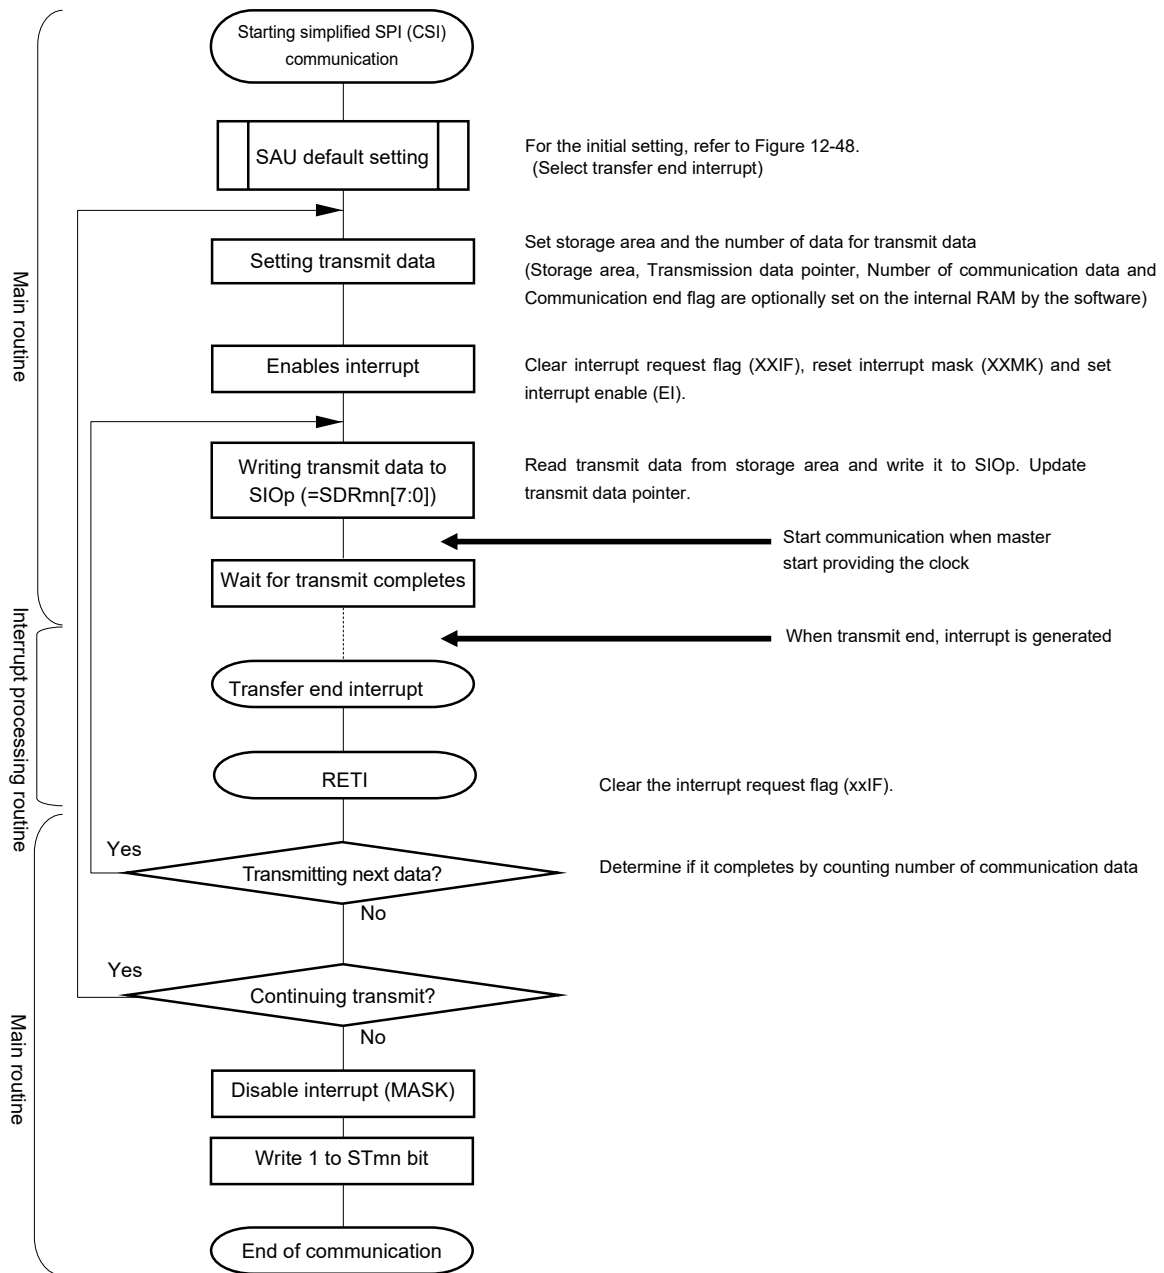 Starting simplified SPI (CSI)
communication
SAU default setting
For the initial setting, refer to Figure 12-48.
(Select transfer end interrupt)
Main routine
Setting transmit data
Set storage area and the number of data for transmit data
(Storage area, Transmission data pointer, Number of communication data and
Communication end flag are optionally set on the internal RAM by the software)
Enables interrupt
Clear interrupt request flag (XXIF), reset interrupt mask (XXMK) and set
interrupt enable (EI).
Writing transmit data to
SIOp (=SDRmn[7:0])
Read transmit data from storage area and write it to SIOp. Update
transmit data pointer.
Start communication when master
start providing the clock
Wait for transmit completes
When transmit end, interrupt is generated
Interrupt processing routine
Transfer end interrupt
RETI
Clear the interrupt request flag (xxIF).
Yes
Transmitting next data?
Determine if it completes by counting number of communication data
No
Yes
Continuing transmit?
No
Main routine
Disable interrupt (MASK)
Write 1 to STmn bit
End of communication